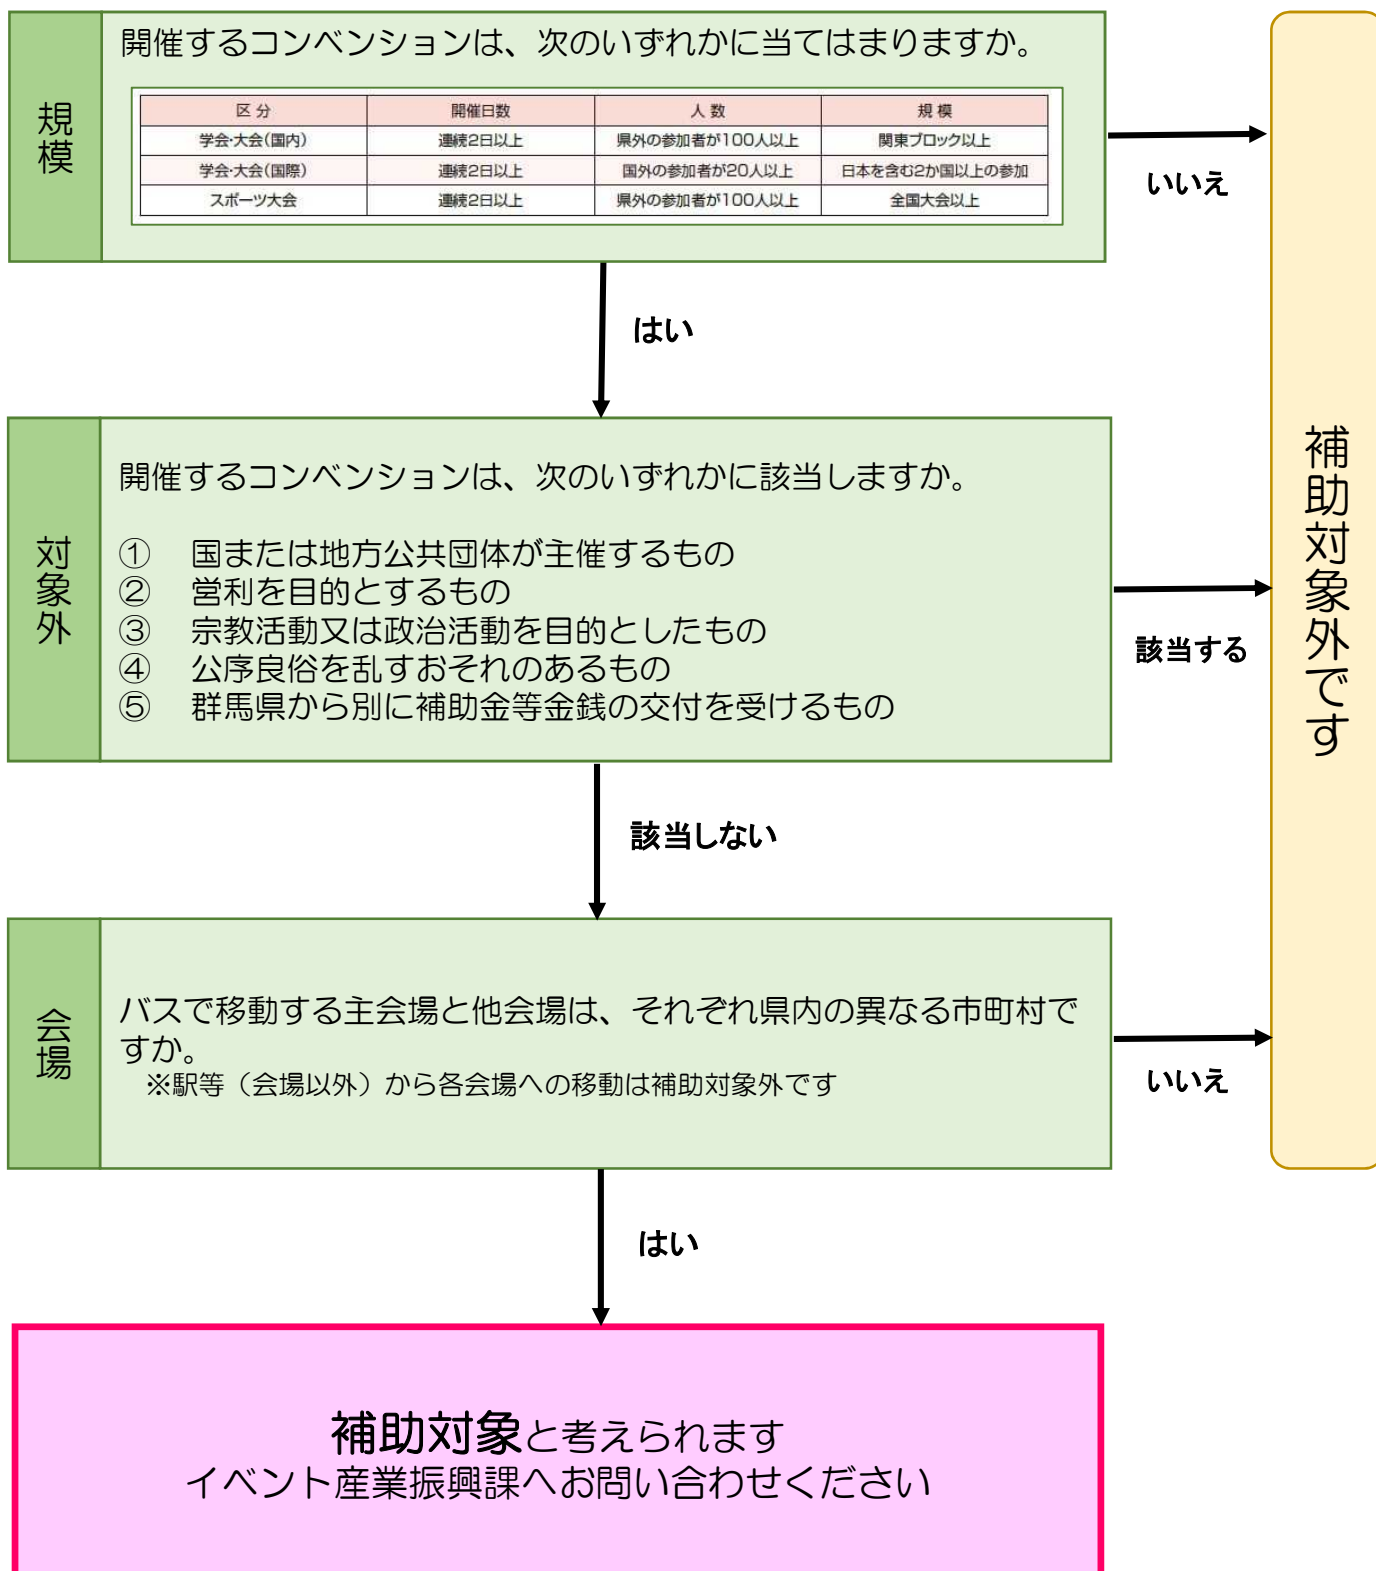 規模
開催するコンベンションは、次のいずれかに当てはまりますか。
区 分 開催日数 人 数 規 模
学会・大会(国内) 連続2日以上 県外の参加者が100人以上 関東ブロック以上
学会・大会(国際) 連続2日以上 国外の参加者が20人以上 日本を含む2か国以上の参加
スポーツ大会 連続2日以上 県外の参加者が100人以上 全国大会以上
いいえ
はい
対象外
開催するコンベンションは、次のいずれかに該当しますか。
① 国または地方公共団体が主催するもの
② 営利を目的とするもの
③ 宗教活動又は政治活動を目的としたもの
④ 公序良俗を乱すおそれのあるもの
⑤ 群馬県から別に補助金等金銭の交付を受けるもの
該当する
該当しない
会場
バスで移動する主会場と他会場は、それぞれ県内の異なる市町村で
すか。
※駅等（会場以外）から各会場への移動は補助対象外です
いいえ
はい
補助対象外です
補助対象と考えられます
イベント産業振興課へお問い合わせください